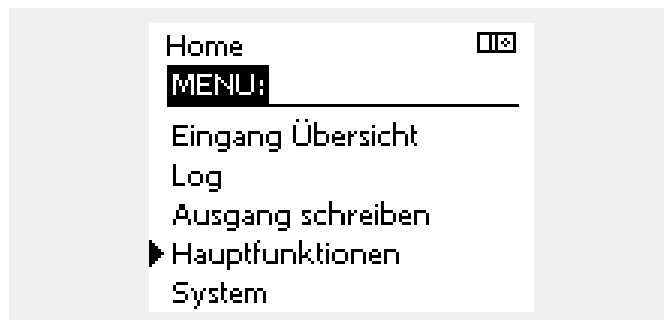 Home
MENU:
Eingang Übersicht
Log
Ausgang schreiben
Hauptfunktionen
System